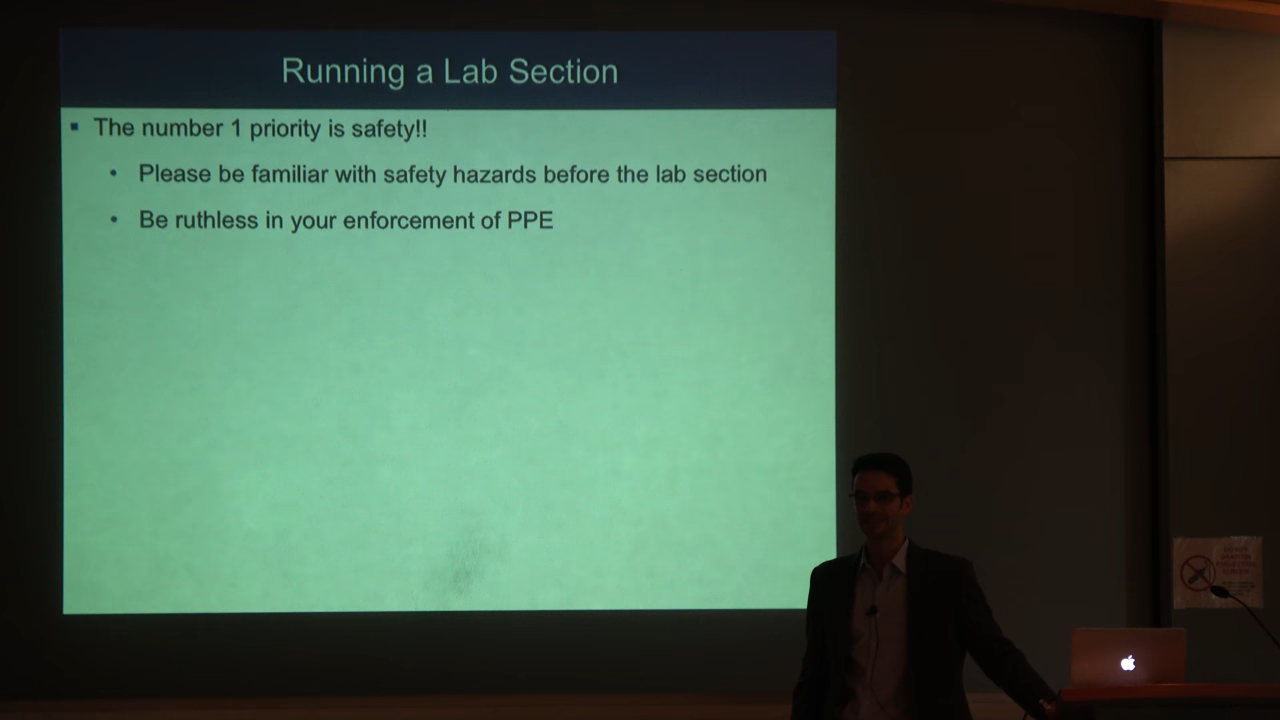 Running a Lab Section
The number 1 priority is safety!!
Please be familiar with safety hazards before the lab section
Be ruthless in your enforcement of PPE